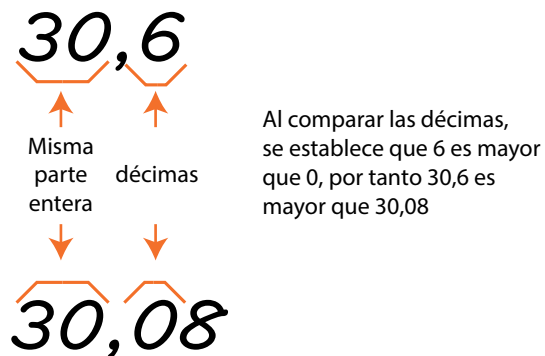 30,6
Misma
parte
entera
décimas
Al comparar las décimas,
se establece que 6 es mayor
que 0, por tanto 30,6 es
mayor que 30,08
30,08